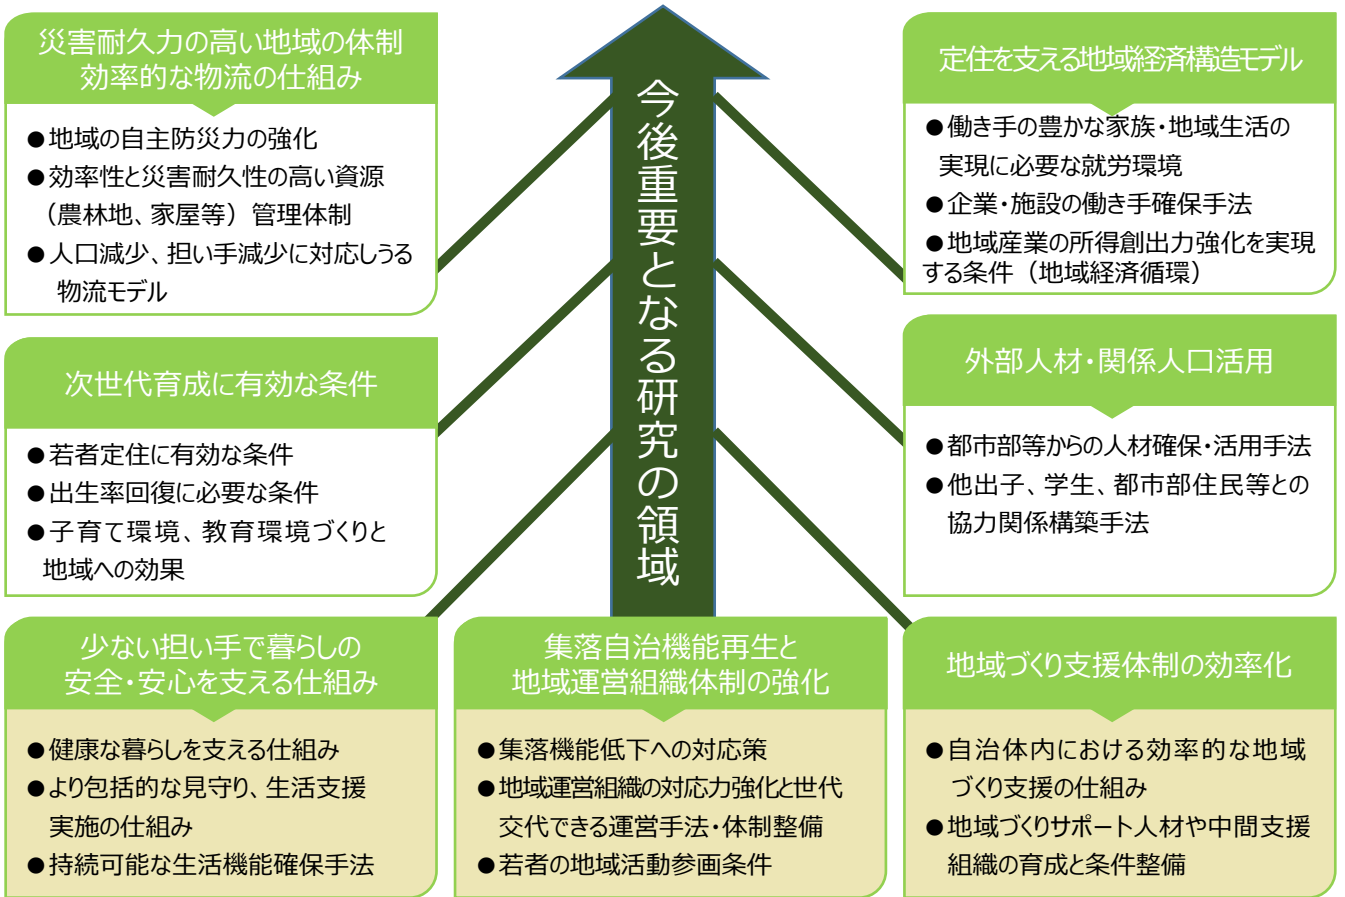 災害耐久力の高い地域の体制
効率的な物流の仕組み
●地域の自主防災力の強化
●効率性と災害耐久性の高い資源
（農林地、家屋等）管理体制
●人口減少、担い手減少に対応しうる
物流モデル
次世代育成に有効な条件
●若者定住に有効な条件
●出生率回復に必要な条件
●子育て環境、教育環境づくりと
地域への効果
少ない担い手で暮らしの
安全・安心を支える仕組み
●健康な暮らしを支える仕組み
●より包括的な見守り、生活支援
実施の仕組み
●持続可能な生活機能確保手法
今後重要となる研究の領域
集落自治機能再生と
地域運営組織体制の強化
●集落機能低下への対応策
●地域運営組織の対応力強化と世代
交代できる運営手法・体制整備
●若者の地域活動参画条件
定住を支える地域経済構造モデル
●働き手の豊かな家族・地域生活の
実現に必要な就労環境
●企業・施設の働き手確保手法
●地域産業の所得創出力強化を実現
する条件（地域経済循環）
外部人材・関係人口活用
●都市部等からの人材確保・活用手法
●他出子、学生、都市部住民等との
協力関係構築手法
地域づくり支援体制の効率化
●自治体内における効率的な地域
づくり支援の仕組み
●地域づくりサポート人材や中間支援
組織の育成と条件整備